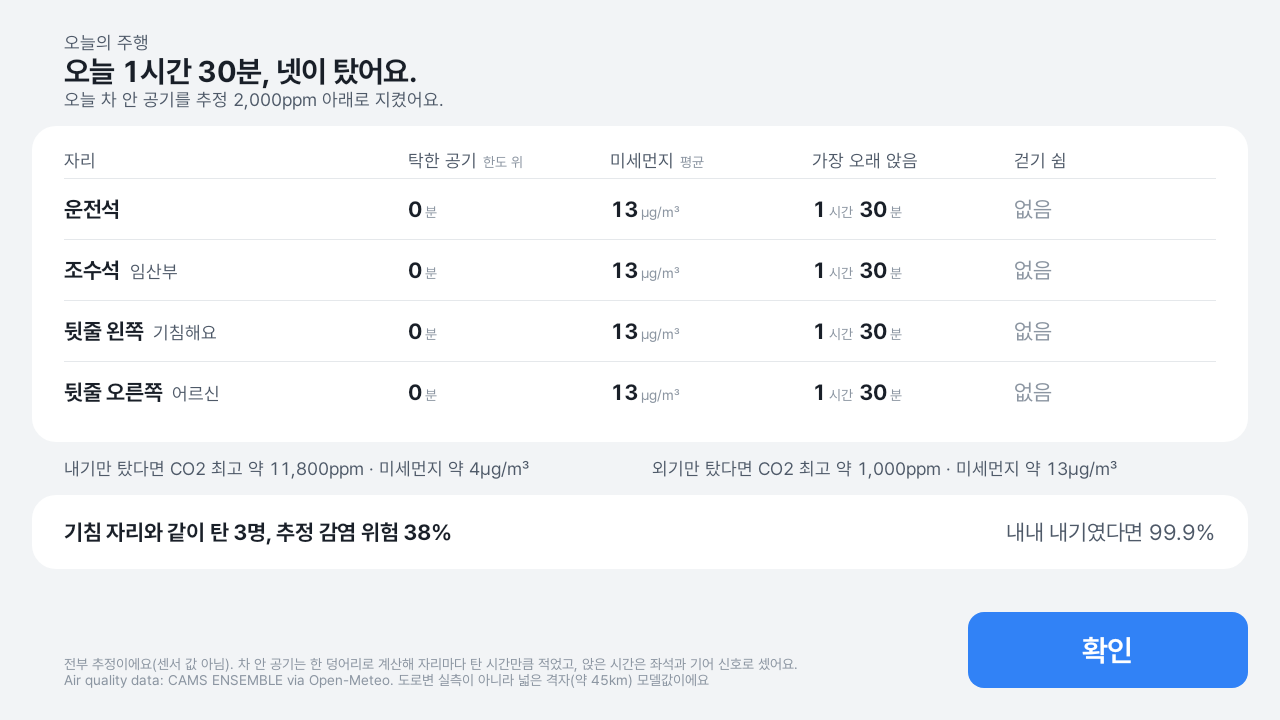 오늘의 주행
오늘 1시간 30분, 넷이 탔어요.
오늘 차 안 공기를 추정 2,000ppm 아래로 지켰어요.
자리 탁한 공기 한도 위 미세먼지 평균 가장 오래 앉음 걷기 쉼
운전석 0분 13µg/m³ 1시간 30분 없음
조수석 임산부 0분 13µg/m³ 1시간 30분 없음
뒷줄 왼쪽 기침해요 0분 13µg/m³ 1시간 30분 없음
뒷줄 오른쪽 어르신 0분 13µg/m³ 1시간 30분 없음
내기만 탔다면 CO2 최고 약 11,800ppm · 미세먼지 약 4µg/m³ 외기만 탔다면 CO2 최고 약 1,000ppm · 미세먼지 약 13µg/m³
기침 자리와 같이 탄 3명, 추정 감염 위험 38% 내내 내기였다면 99.9%
확인
전부 추정이에요(센서 값 아님). 차 안 공기는 한 덩어리로 계산해 자리마다 탄 시간만큼 적었고, 앉은 시간은 좌석과 기어 신호로 셌어요.
Air quality data: CAMS ENSEMBLE via Open-Meteo. 도로변 실측이 아니라 넓은 격자(약 45km) 모델값이에요